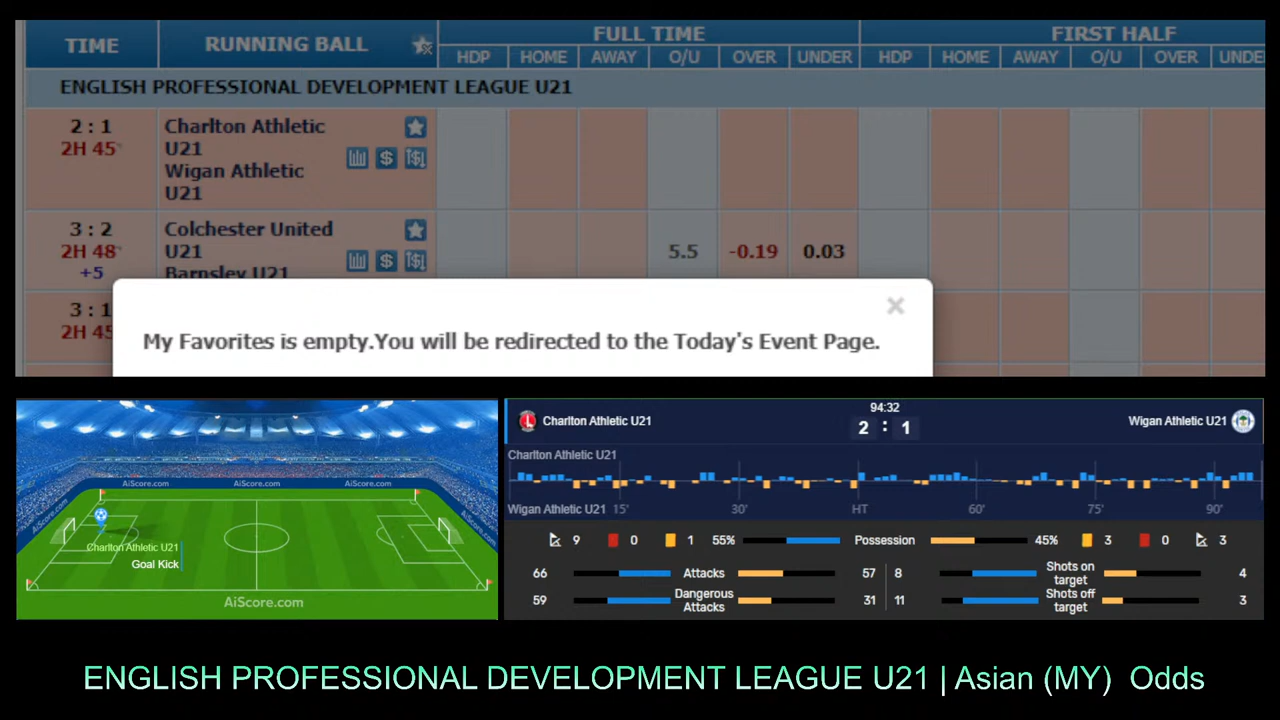 TIME RUNNING BALL FULL TIME FIRST HALF
HDP HOME AWAY O/U OVER UNDER HDP HOME AWAY O/U OVER
ENGLISH PROFESSIONAL DEVELOPMENT LEAGUE U21
2 : 1 Charlton Athletic
2H 45' U21
Wigan Athletic
U21
3 : 2 Colchester United
2H 48' U21 5.5 -0.19 0.03
+5 Barnsley U21
3 : 1
2H 45
My Favorites is empty.You will be redirected to the Today's Event Page.
AiScore.com AiScore.com AiScore.com
AiScore.com AiScore.com
Charlton Athletic U21
Goal Kick
AiScore.com
94:32
Charlton Athletic U21 2 : 1 Wigan Athletic U21
Charlton Athletic U21
Wigan Athletic U21 15' 30' HT 60' 75' 90'
9 0 1 55% Possession 45% 3 0 3
66 Attacks 57 8 Shots on target 4
59 Dangerous Attacks 31 11 Shots off target 3
ENGLISH PROFESSIONAL DEVELOPMENT LEAGUE U21 | Asian (MY) Odds